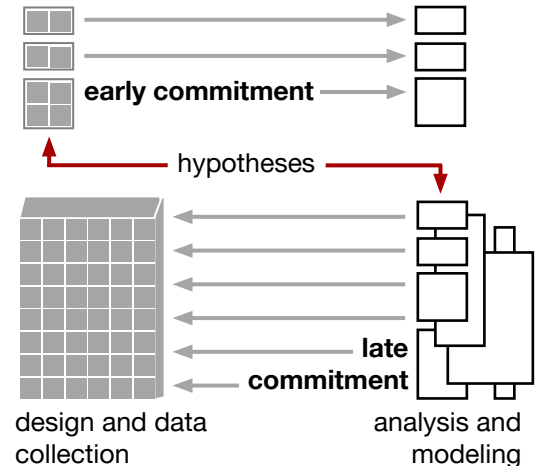 early commitment
hypotheses
late
commitment
design and data
collection
analysis and
modeling